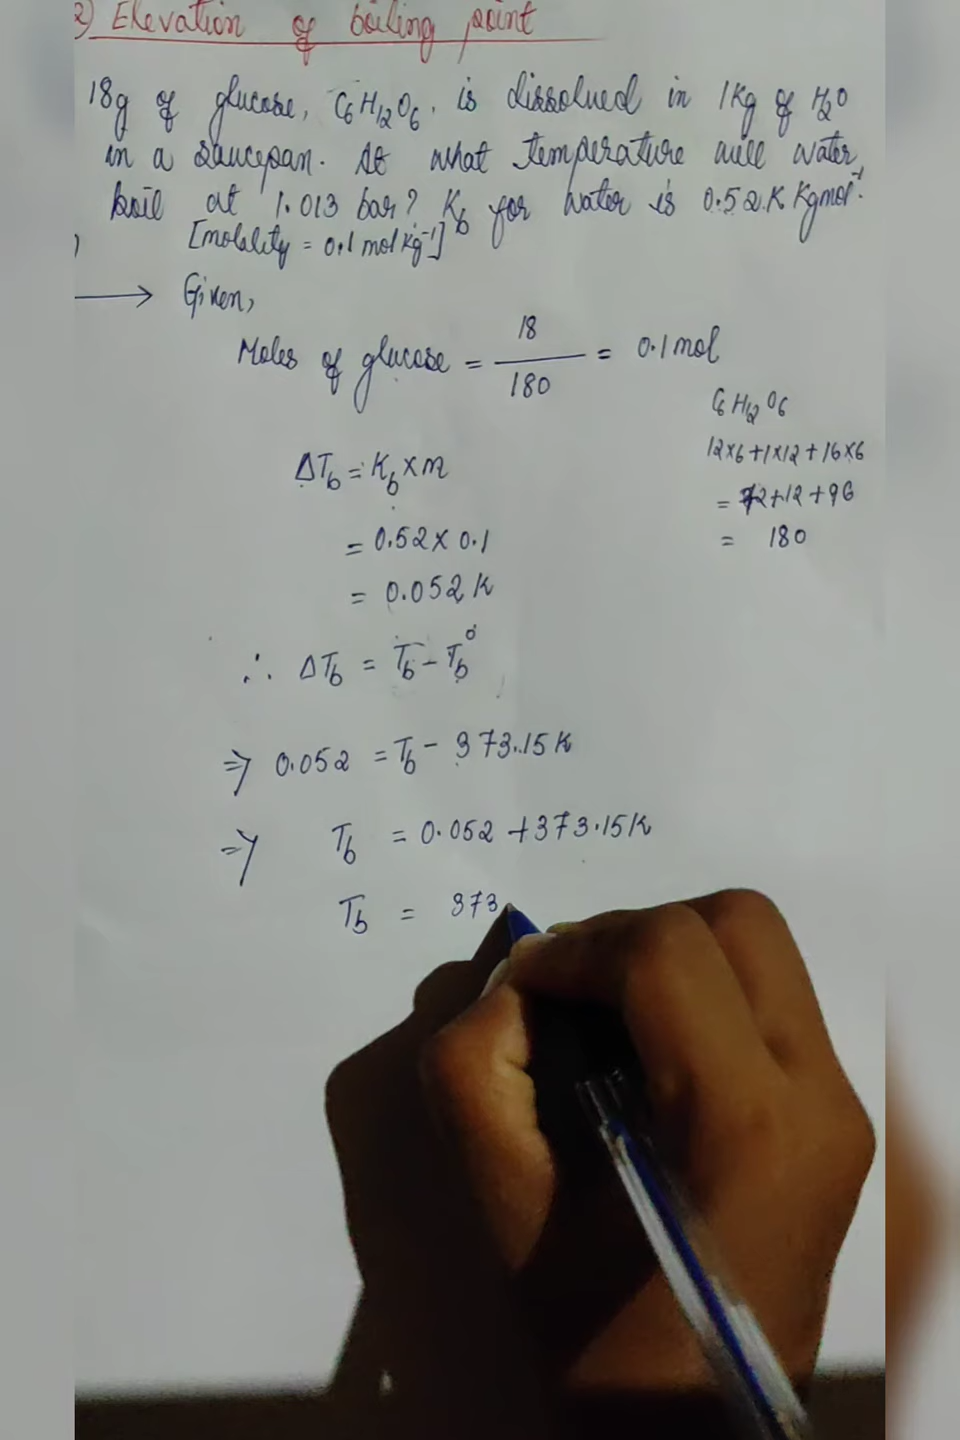 2) Elevation of boiling point
18g of glucose, C6H12O6, is dissolved in 1Kg of H2O
in a saucepan. At what temperature will water
boil at 1.013 bar? Kb for water is 0.52 K Kg mol⁻¹.
[molality = 0.1 mol kg⁻¹]
→ Given,
Moles of glucose = 18/180 = 0.1 mol
C6H12O6
12×6+1×12+16×6
= 72+12+96
= 180
ΔTb = Kb × m
= 0.52 × 0.1
= 0.052 K
∴ ΔTb = Tb - Tb⁰
⇒ 0.052 = Tb - 373.15 K
⇒ Tb = 0.052 + 373.15 K
Tb = 373.